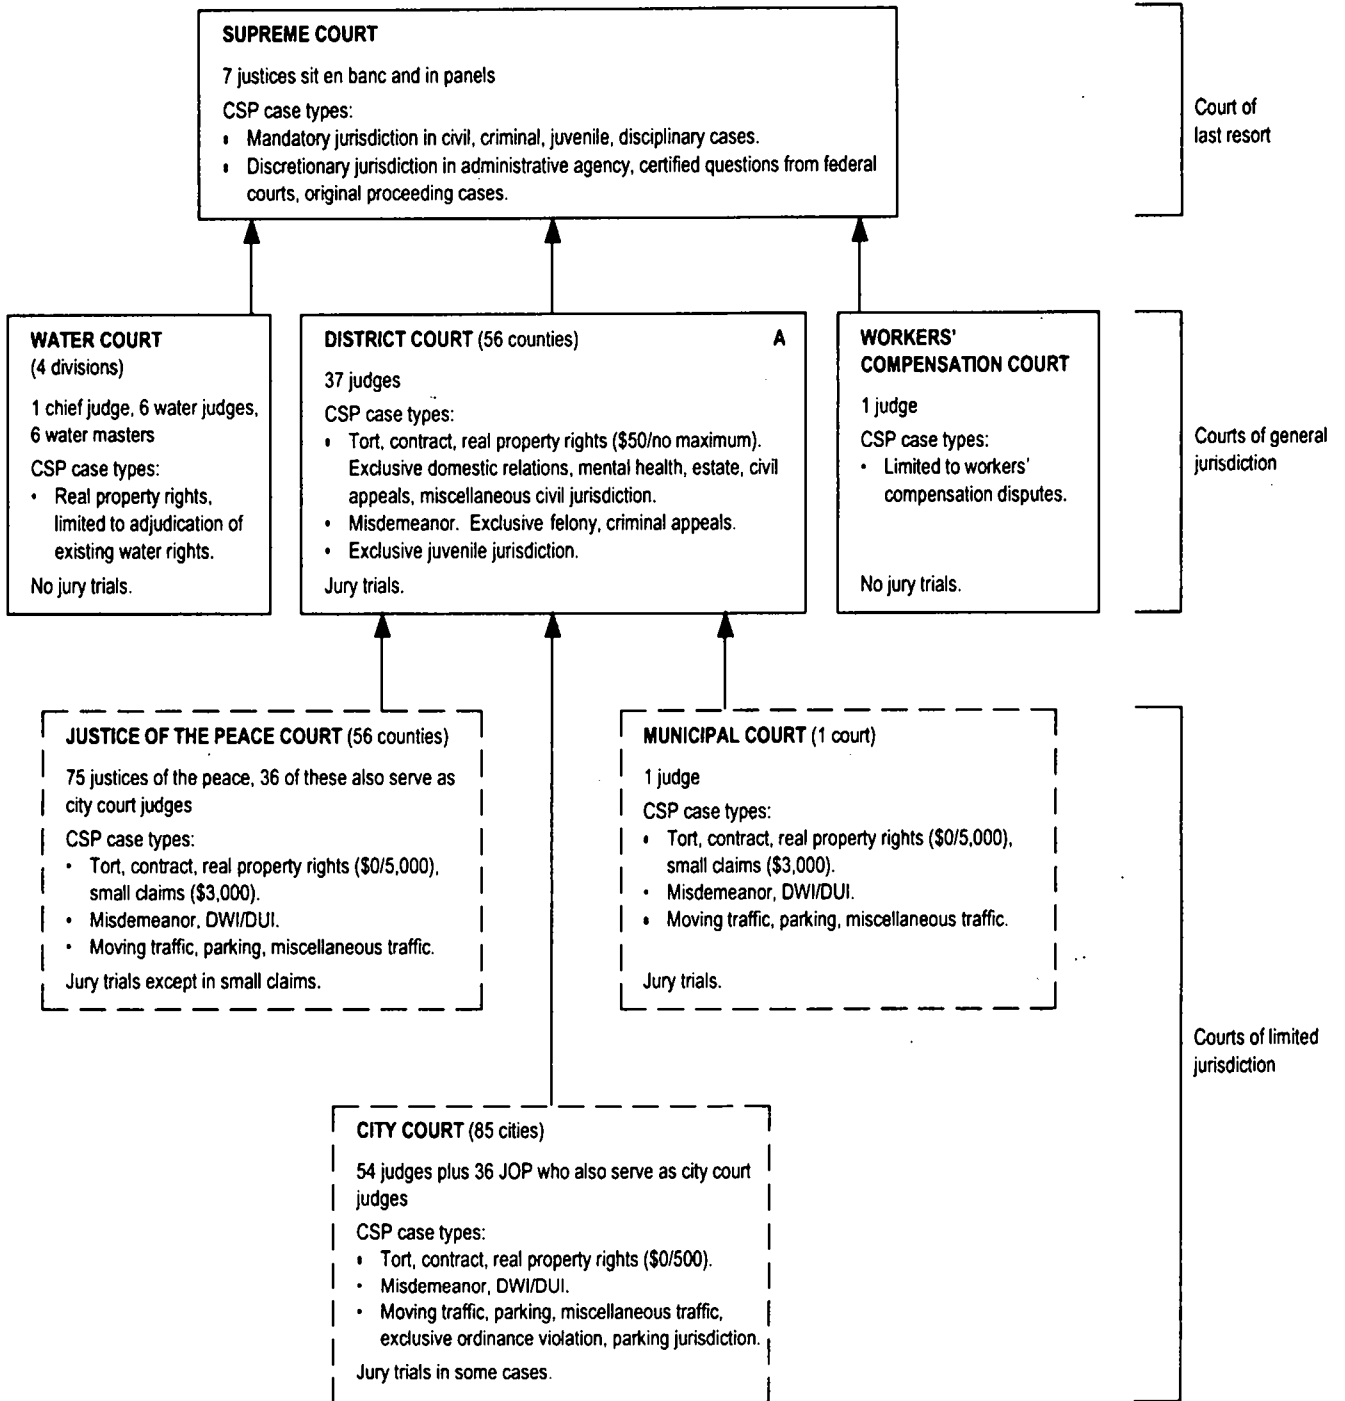 SUPREME COURT
7 justices sit en banc and in panels
CSP case types:
• Mandatory jurisdiction in civil, criminal, juvenile, disciplinary cases.
• Discretionary jurisdiction in administrative agency, certified questions from federal
courts, original proceeding cases.
Court of
last resort
WATER COURT
(4 divisions)
1 chief judge, 6 water judges,
6 water masters
CSP case types:
• Real property rights,
limited to adjudication of
existing water rights.
No jury trials.
DISTRICT COURT (56 counties) A
37 judges
CSP case types:
• Tort, contract, real property rights ($50/no maximum).
Exclusive domestic relations, mental health, estate, civil
appeals, miscellaneous civil jurisdiction.
• Misdemeanor. Exclusive felony, criminal appeals.
• Exclusive juvenile jurisdiction.
Jury trials.
WORKERS'
COMPENSATION COURT
1 judge
CSP case types:
• Limited to workers'
compensation disputes.
No jury trials.
Courts of general
jurisdiction
JUSTICE OF THE PEACE COURT (56 counties)
75 justices of the peace, 36 of these also serve as
city court judges
CSP case types:
• Tort, contract, real property rights ($0/5,000),
small claims ($3,000).
• Misdemeanor, DWI/DUI.
• Moving traffic, parking, miscellaneous traffic.
Jury trials except in small claims.
MUNICIPAL COURT (1 court)
1 judge
CSP case types:
• Tort, contract, real property rights ($0/5,000),
small claims ($3,000).
• Misdemeanor, DWI/DUI.
• Moving traffic, parking, miscellaneous traffic.
Jury trials.
Courts of limited
jurisdiction
CITY COURT (85 cities)
54 judges plus 36 JOP who also serve as city court
judges
CSP case types:
• Tort, contract, real property rights ($0/500).
• Misdemeanor, DWI/DUI.
• Moving traffic, parking, miscellaneous traffic,
exclusive ordinance violation, parking jurisdiction.
Jury trials in some cases.